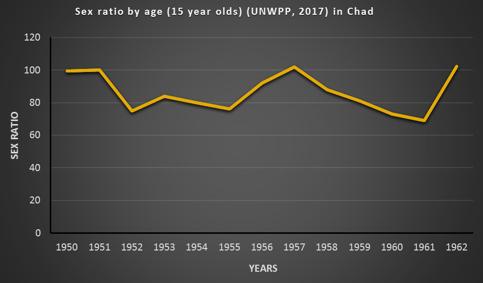 Sex ratio by age (15 year olds) (UNWPP, 2017) in Chad
120
100
80
60
40
20
0
SEX RATIO
1950 1951 1952 1953 1954 1955 1956 1957 1958 1959 1960 1961 1962
YEARS